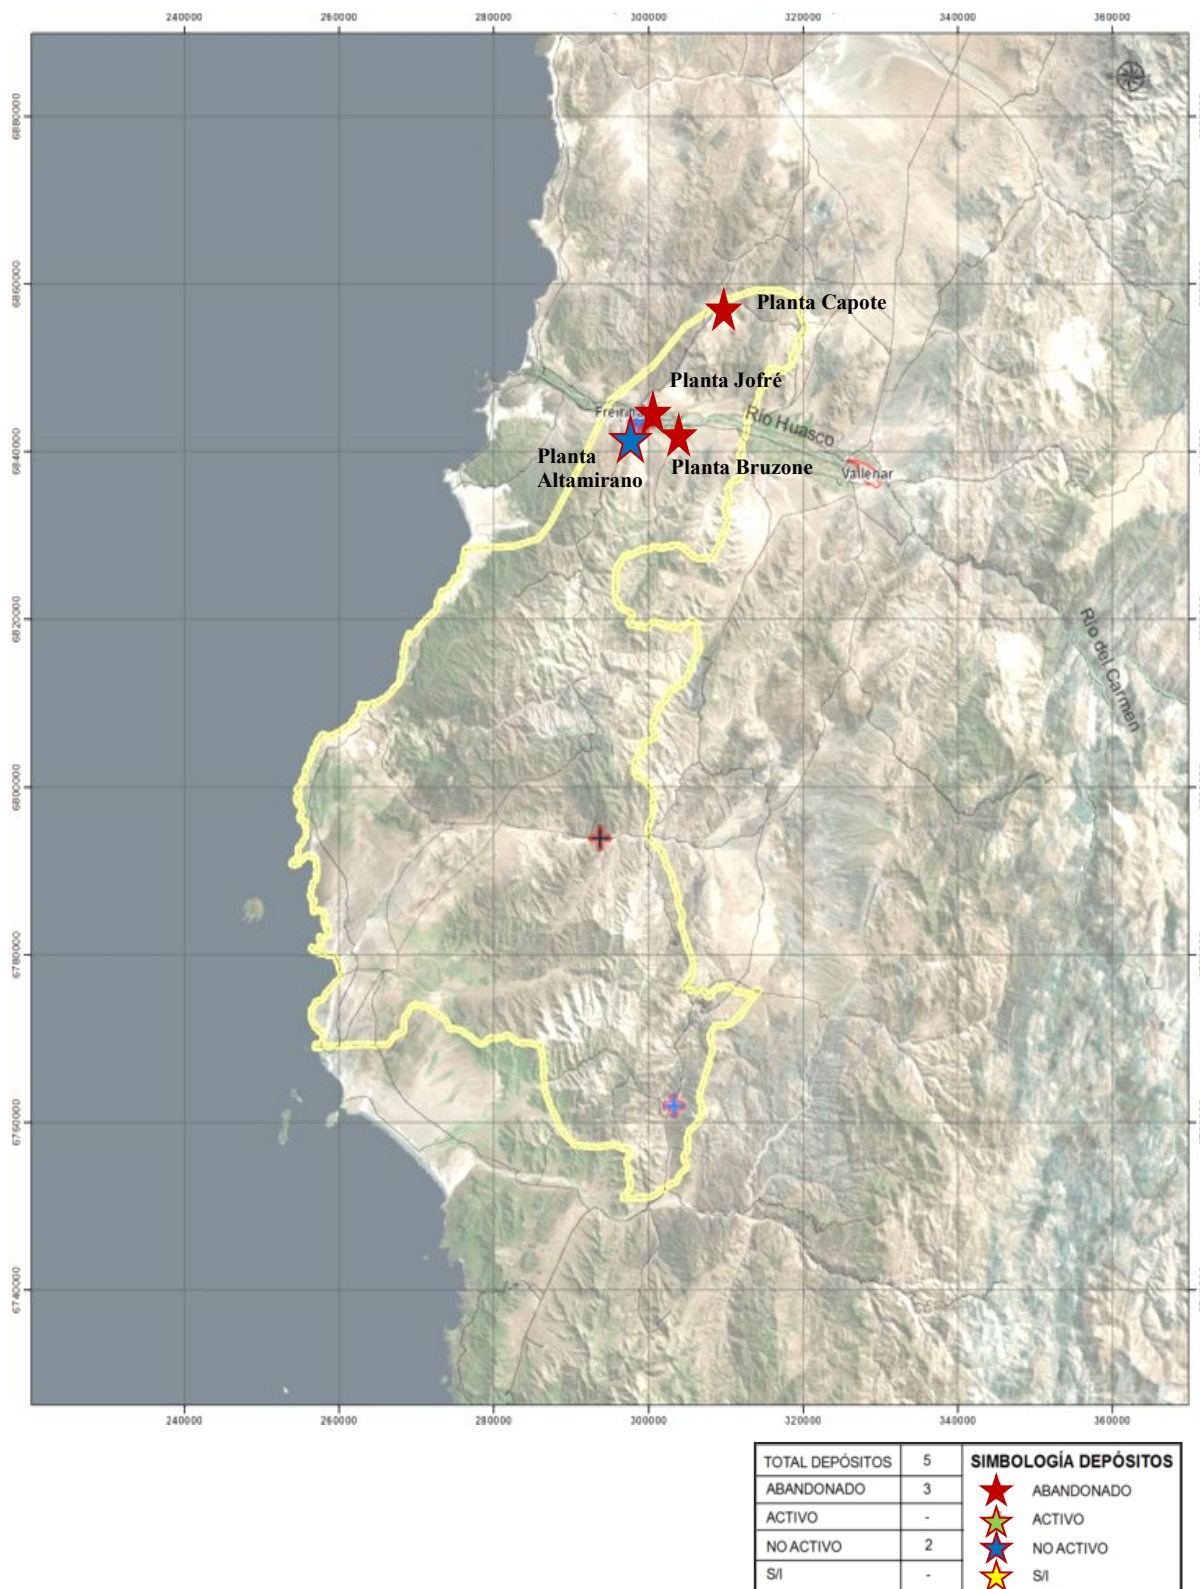 240000 260000 280000 300000 320000 340000 360000
6880000
6860000
Planta Capote
Planta Jofré
Río Huasco
6840000
Planta
Altamirano
Planta Bruzone
Vallenar
6820000
Río del Carmen
6800000
6780000
6760000
6740000
240000 260000 280000 300000 320000 340000 360000
TOTAL DEPÓSITOS 5
ABANDONADO 3
ACTIVO -
NO ACTIVO 2
S/I -
SIMBOLOGÍA DEPÓSITOS
ABANDONADO
ACTIVO
NO ACTIVO
S/I